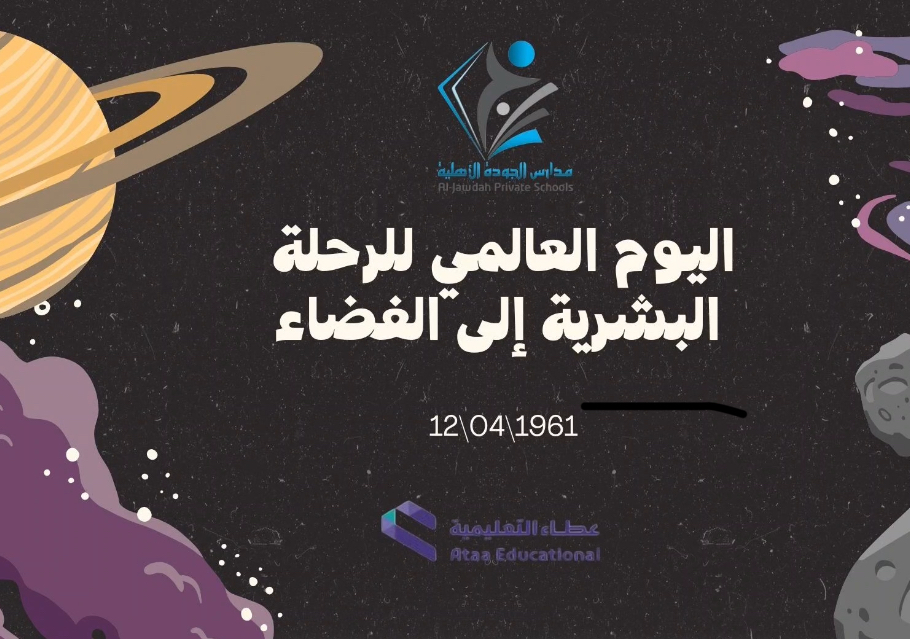 مدارس الجودة الأهلية
Al-Jawdah Private Schools
اليوم العالمي للرحلة
البشرية إلى الفضاء
12\04\1961
عطاء التعليمية
Ataa Educational